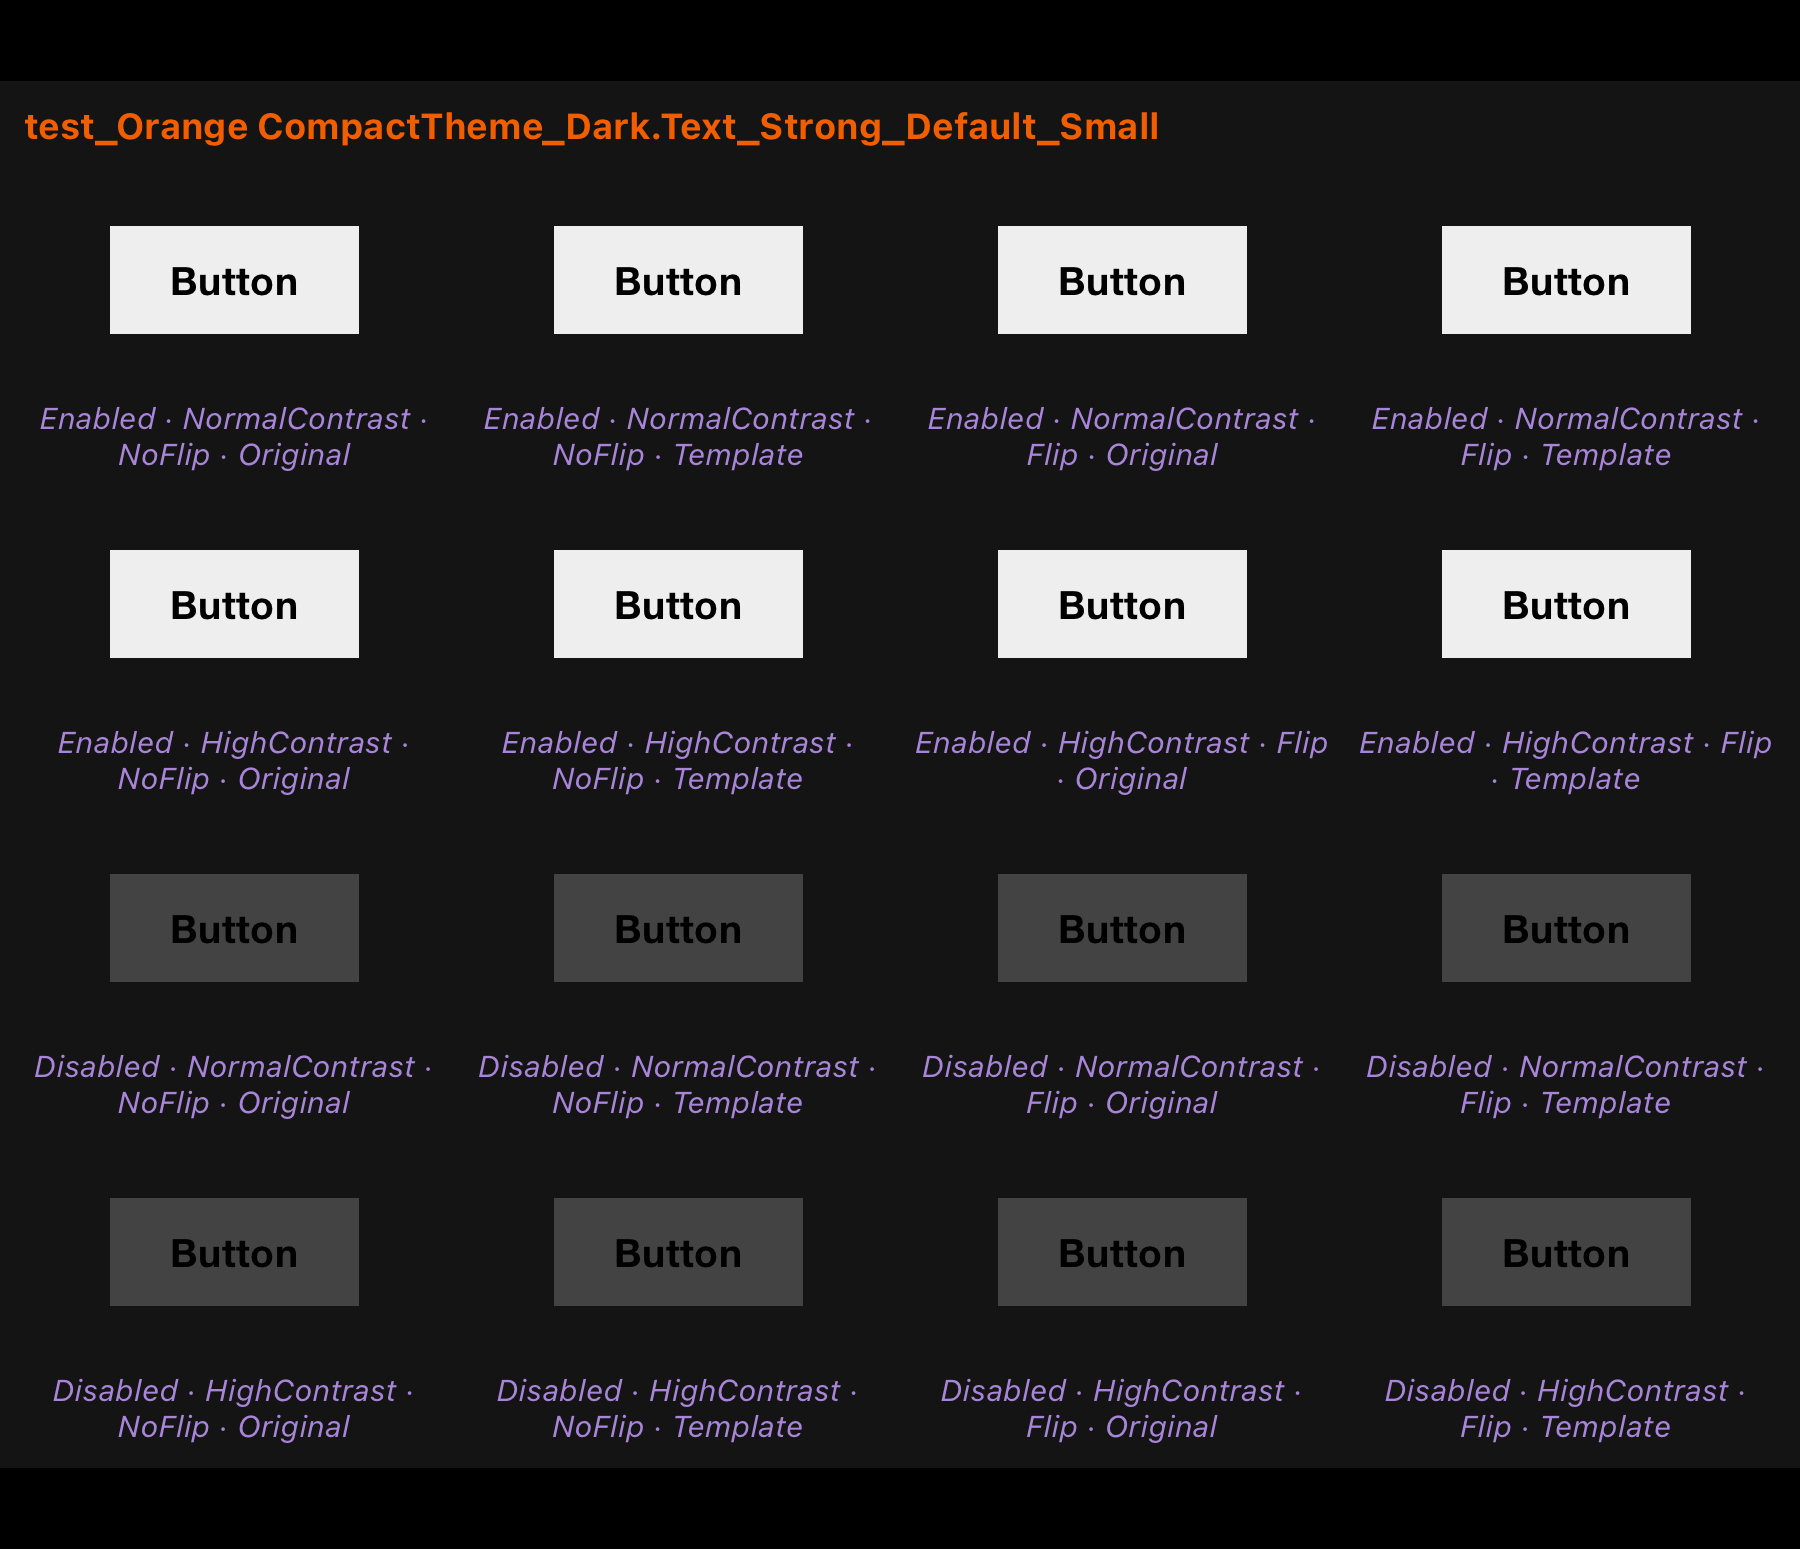 test_Orange CompactTheme_Dark.Text_Strong_Default_Small
Button Button Button Button
Enabled · NormalContrast · Enabled · NormalContrast · Enabled · NormalContrast · Enabled · NormalContrast ·
NoFlip · Original NoFlip · Template Flip · Original Flip · Template
Button Button Button Button
Enabled · HighContrast · Enabled · HighContrast · Enabled · HighContrast · Flip Enabled · HighContrast · Flip
NoFlip · Original NoFlip · Template · Original · Template
Button Button Button Button
Disabled · NormalContrast · Disabled · NormalContrast · Disabled · NormalContrast · Disabled · NormalContrast ·
NoFlip · Original NoFlip · Template Flip · Original Flip · Template
Button Button Button Button
Disabled · HighContrast · Disabled · HighContrast · Disabled · HighContrast · Disabled · HighContrast ·
NoFlip · Original NoFlip · Template Flip · Original Flip · Template